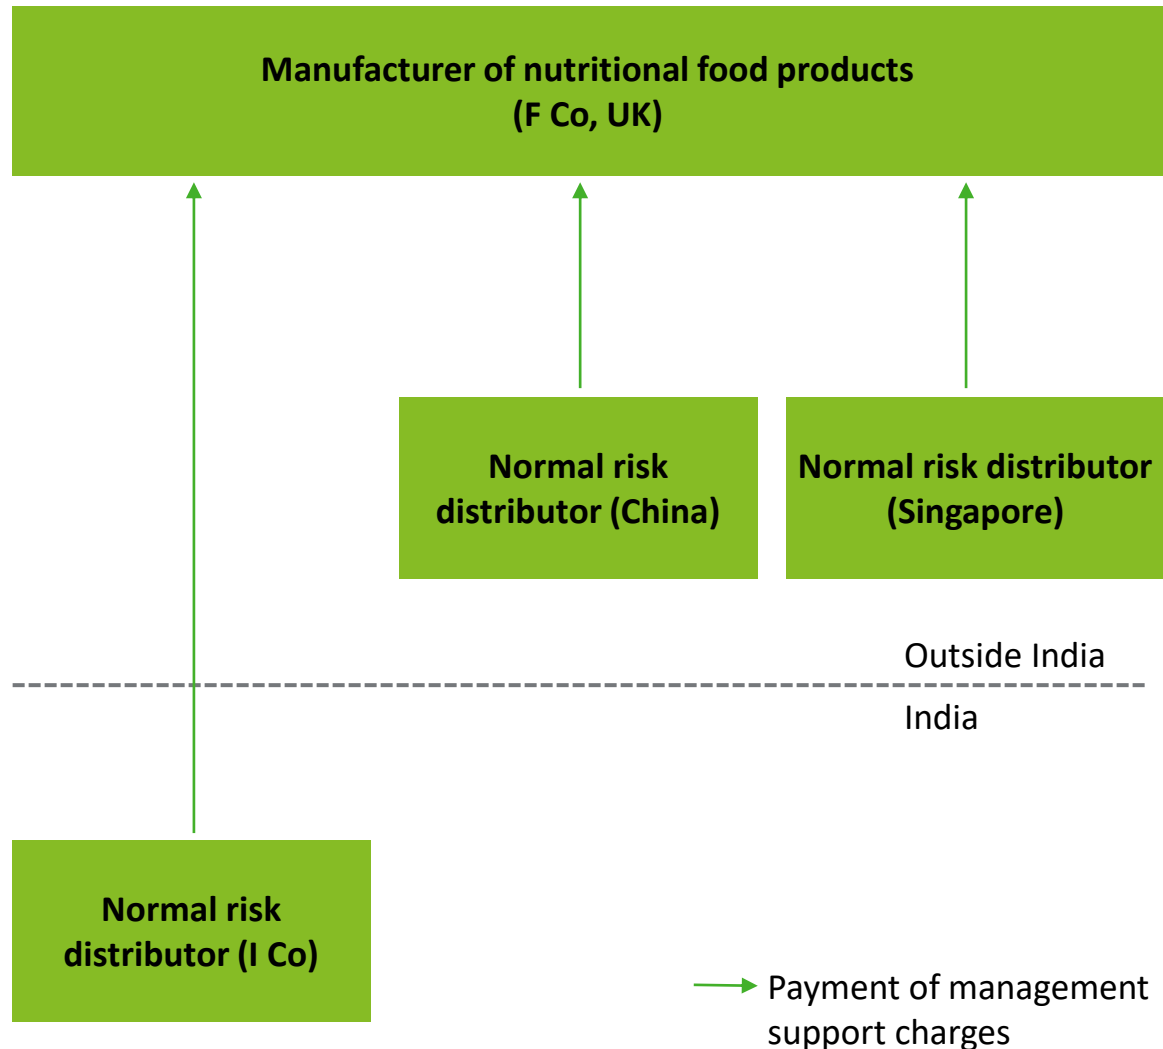 Manufacturer of nutritional food products
(F Co, UK)
Normal risk
distributor (China)
Normal risk distributor
(Singapore)
Outside India
India
Normal risk
distributor (I Co)
Payment of management
support charges